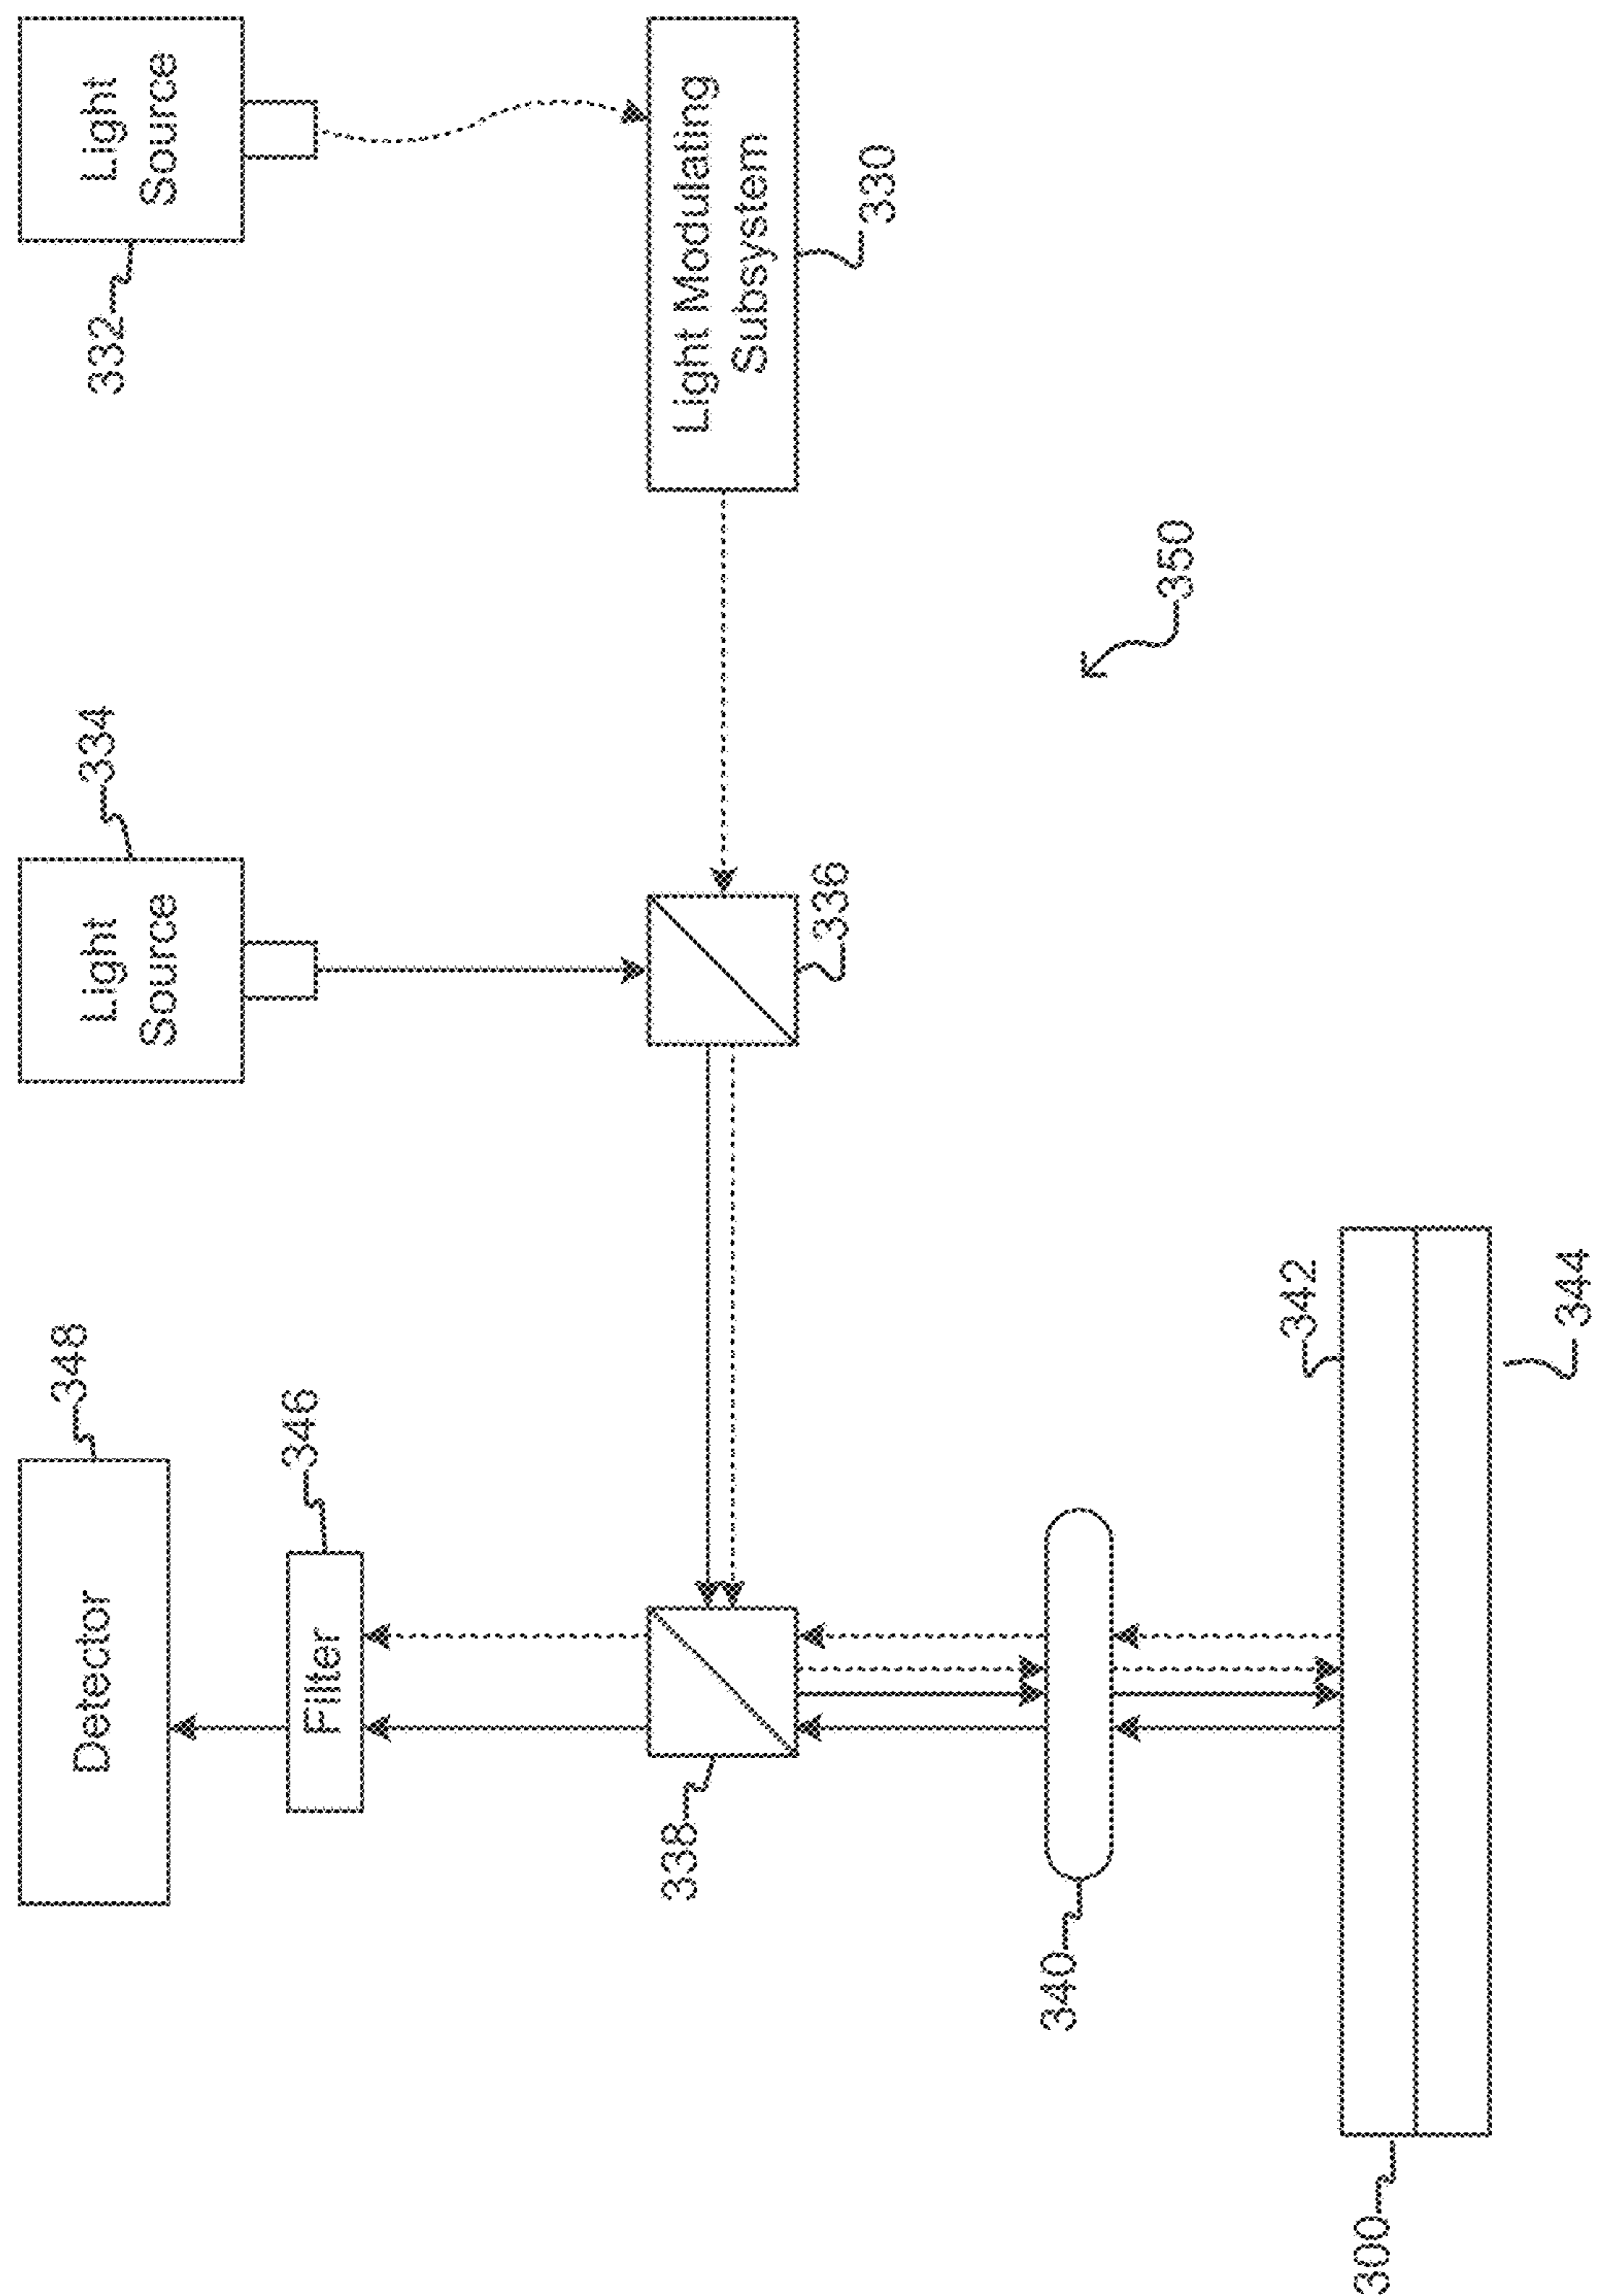 Light
Source
332
Light Modulating
Subsystem
330
Light
Source
334
336
350
Detector
348
Filter
346
338
340
342
344
300